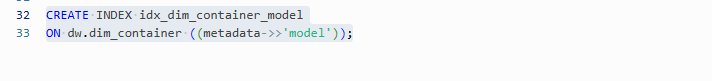 32 CREATE INDEX idx_dim_container_model
33 ON dw.dim_container ((metadata->>'model'));